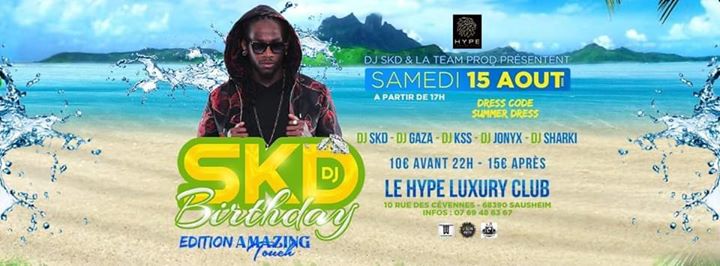 HYPE
DJ SKD & LA TEAM PROD PRÉSENTENT
SAMEDI 15 AOUT
A PARTIR DE 17H
DRESS CODE
SUMMER DRESS
DJ SKD - DJ GAZA - DJ KSS - DJ JONYX - DJ SHARKI
10€ AVANT 22H - 15€ APRÈS
LE HYPE LUXURY CLUB
10 RUE DES CÉVENNES - 68390 SAUSHEIM
INFOS : 07 69 48 63 67
SKD
DJ
Birthday
EDITION AMAZING
Touch